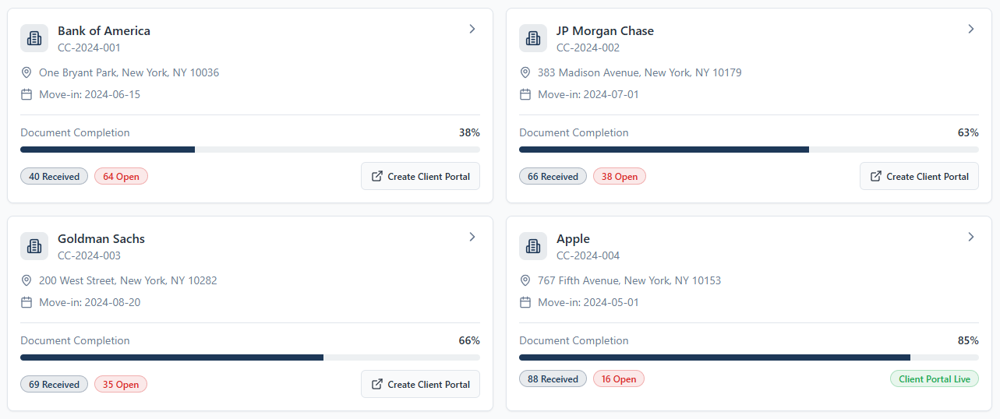 Bank of America
CC-2024-001
One Bryant Park, New York, NY 10036
Move-in: 2024-06-15
Document Completion 38%
40 Received 64 Open Create Client Portal
JP Morgan Chase
CC-2024-002
383 Madison Avenue, New York, NY 10179
Move-in: 2024-07-01
Document Completion 63%
66 Received 38 Open Create Client Portal
Goldman Sachs
CC-2024-003
200 West Street, New York, NY 10282
Move-in: 2024-08-20
Document Completion 66%
69 Received 35 Open Create Client Portal
Apple
CC-2024-004
767 Fifth Avenue, New York, NY 10153
Move-in: 2024-05-01
Document Completion 85%
88 Received 16 Open Client Portal Live